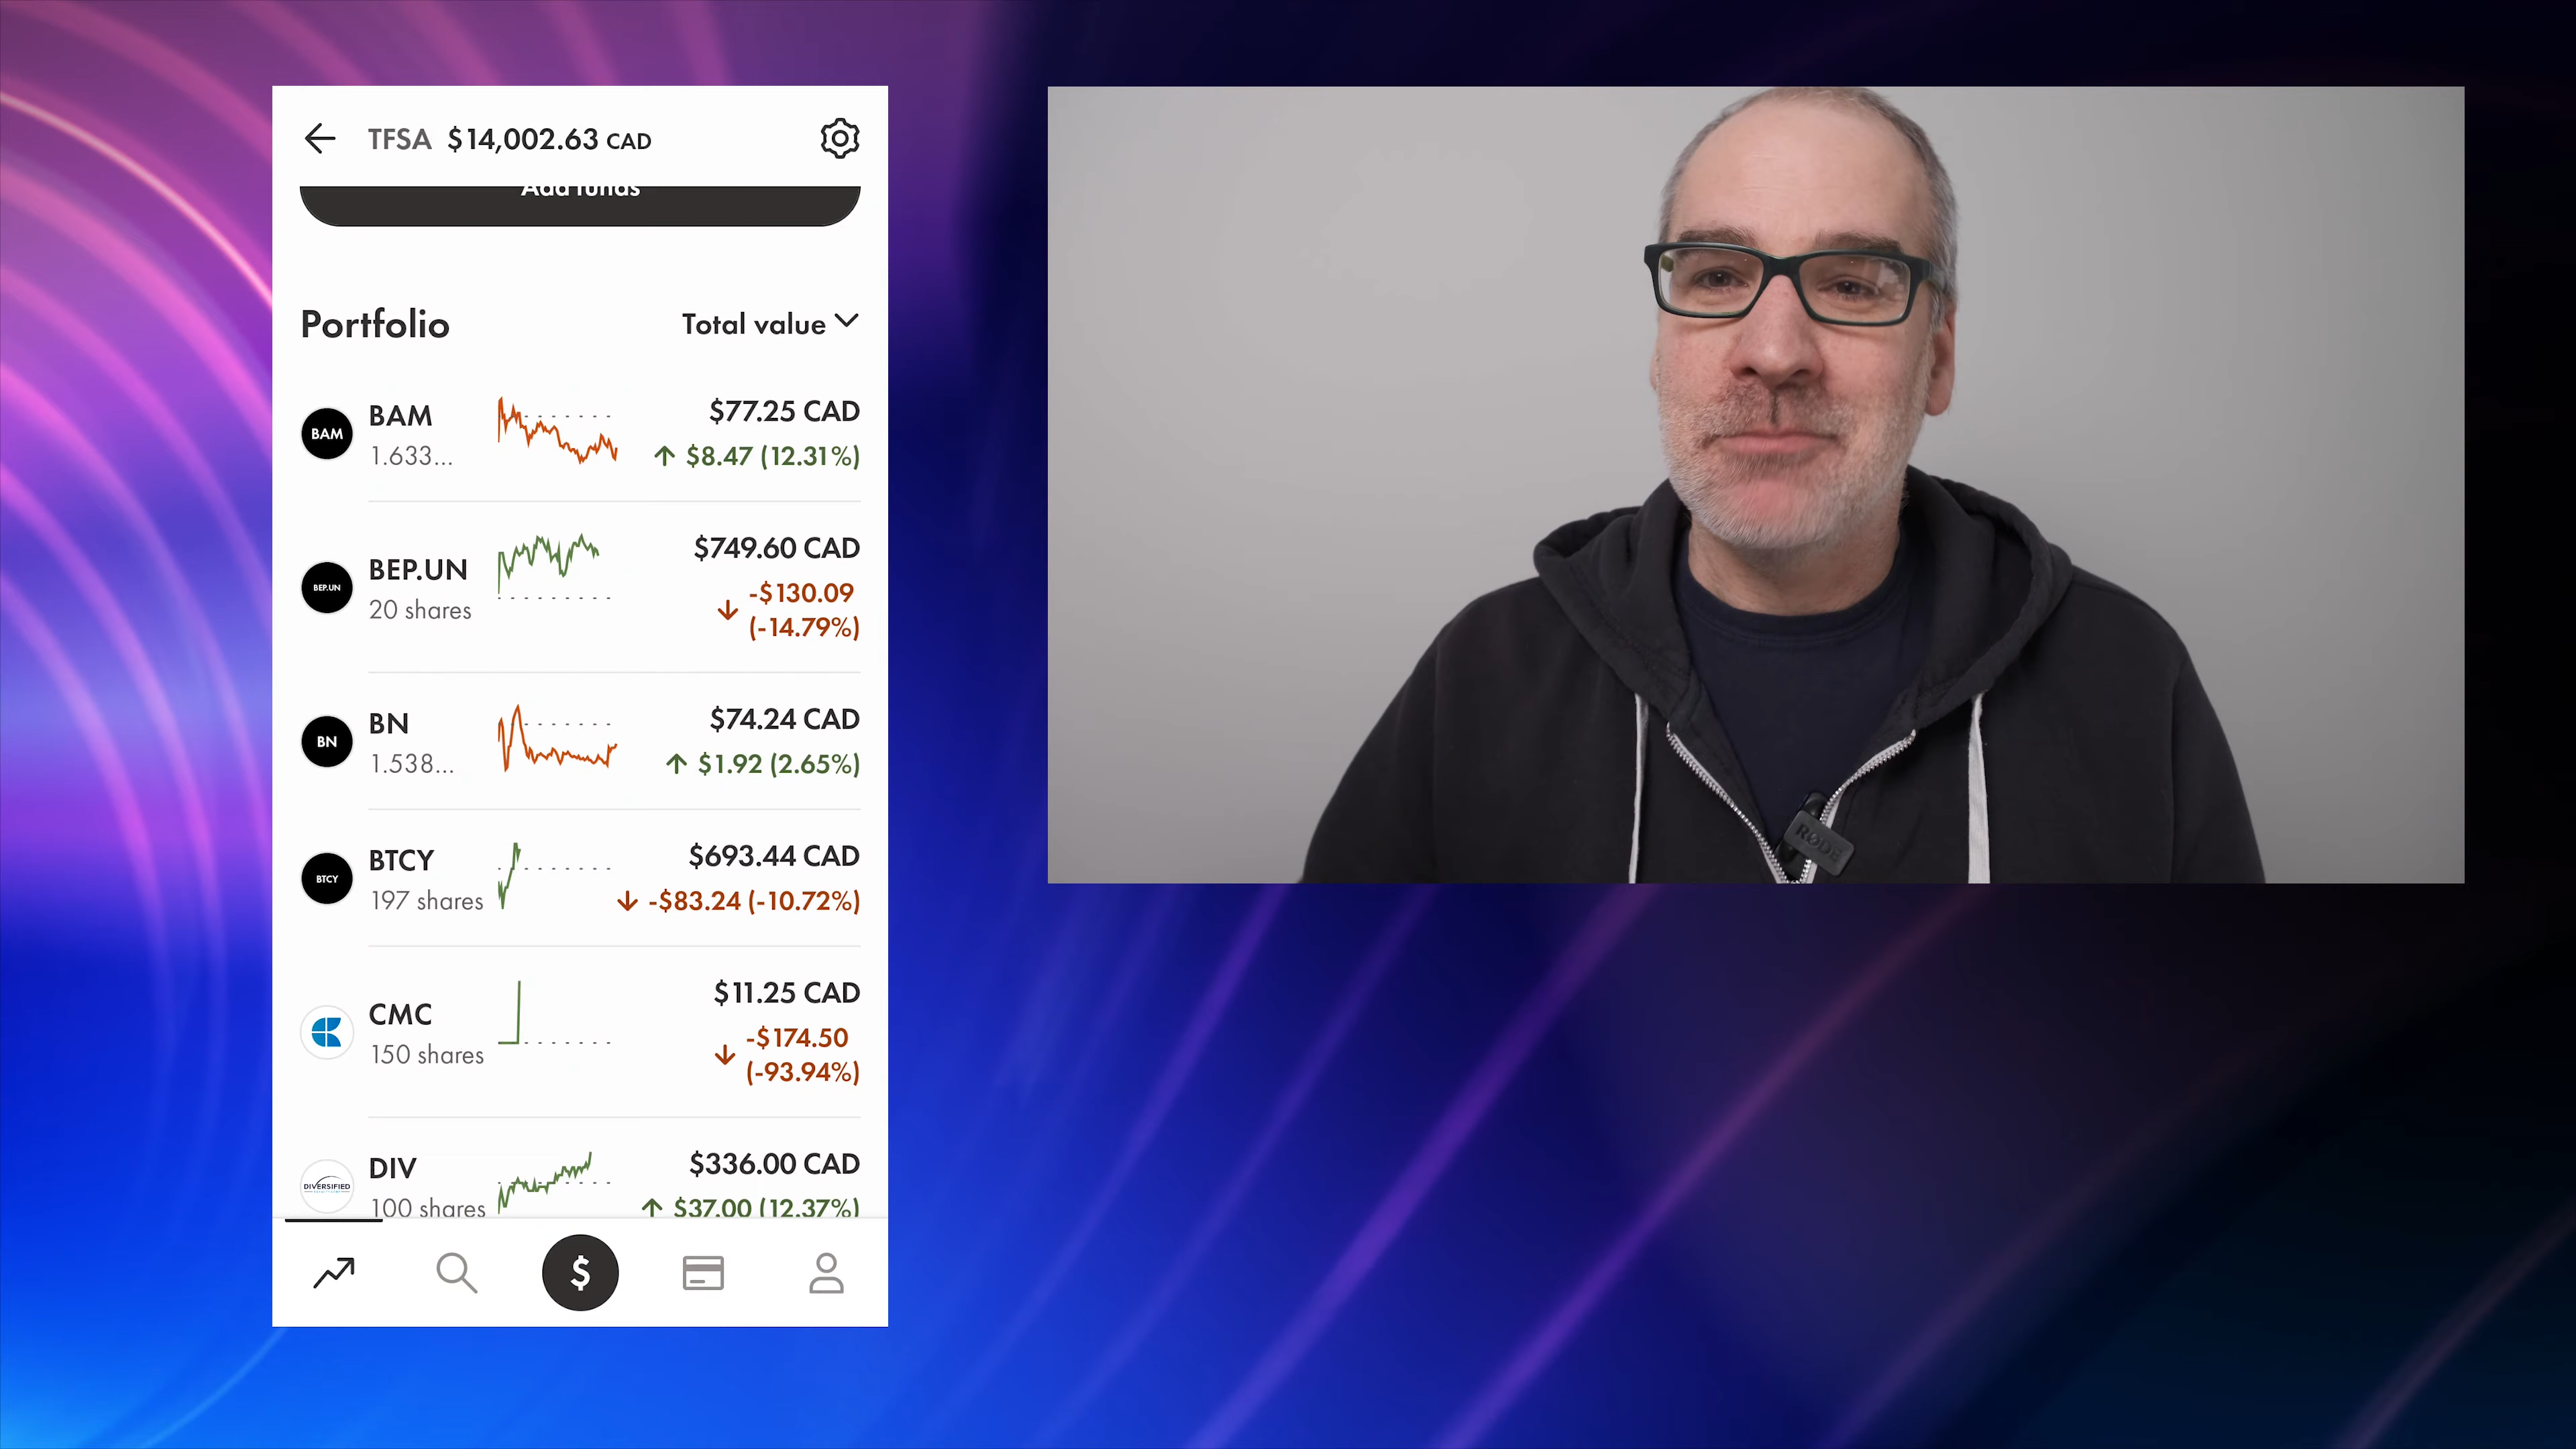 TFSA $14,002.63 CAD
Add funds
Portfolio
Total value
BAM
BAM
1.633...
$77.25 CAD
$8.47 (12.31%)
BEP.UN
BEP.UN
20 shares
$749.60 CAD
-$130.09
(-14.79%)
BN
BN
1.538...
$74.24 CAD
$1.92 (2.65%)
BTCY
BTCY
197 shares
$693.44 CAD
-$83.24 (-10.72%)
CMC
150 shares
$11.25 CAD
-$174.50
(-93.94%)
DIVERSIFIED
DIV
100 shares
$336.00 CAD
$37.00 (12.37%)
$
RØDE